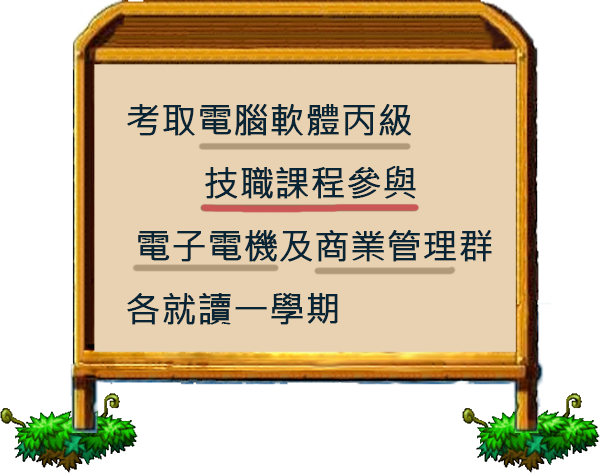 考取電腦軟體丙級
技職課程參與
電子電機及商業管理群
各就讀一學期